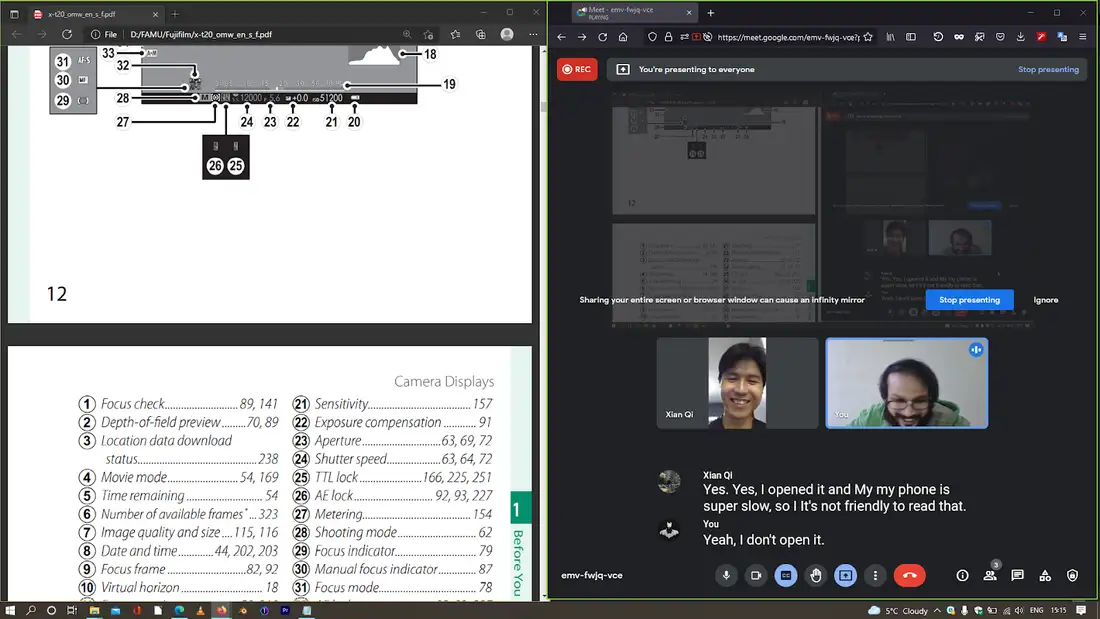 x-t20_omw_en_s_f.pdf
File D:/FAMU/Fujifilm/x-t20_omw_en_s_f.pdf
33
32
31 AF-S
30 MF
29
28
27
26
25
24
23
22
21
20
19
18
12000 5.6 +0.0 51200
12
Camera Displays
1 Focus check 89, 141
2 Depth-of-field preview 70, 89
3 Location data download
status 238
4 Movie mode 54, 169
5 Time remaining 54
6 Number of available frames* 323
7 Image quality and size 115, 116
8 Date and time 44, 202, 203
9 Focus frame 82, 92
10 Virtual horizon 18
21 Sensitivity 157
22 Exposure compensation 91
23 Aperture 63, 69, 72
24 Shutter speed 63, 64, 72
25 TTL lock 166, 225, 251
26 AE lock 92, 93, 227
27 Metering 154
28 Shooting mode 62
29 Focus indicator 79
30 Manual focus indicator 87
31 Focus mode 78
1
Before You
Meet - emv-fwjq-vce
PLAYING
https://meet.google.com/emv-fwjq-vce?p
REC
You're presenting to everyone
Stop presenting
Sharing your entire screen or browser window can cause an infinity mirror
Stop presenting
Ignore
Xian Qi
You
Xian Qi
Yes. Yes, I opened it and My my phone is
super slow, so I It's not friendly to read that.
You
Yeah, I don't open it.
emv-fwjq-vce
3
5°C Cloudy
ENG
15:15